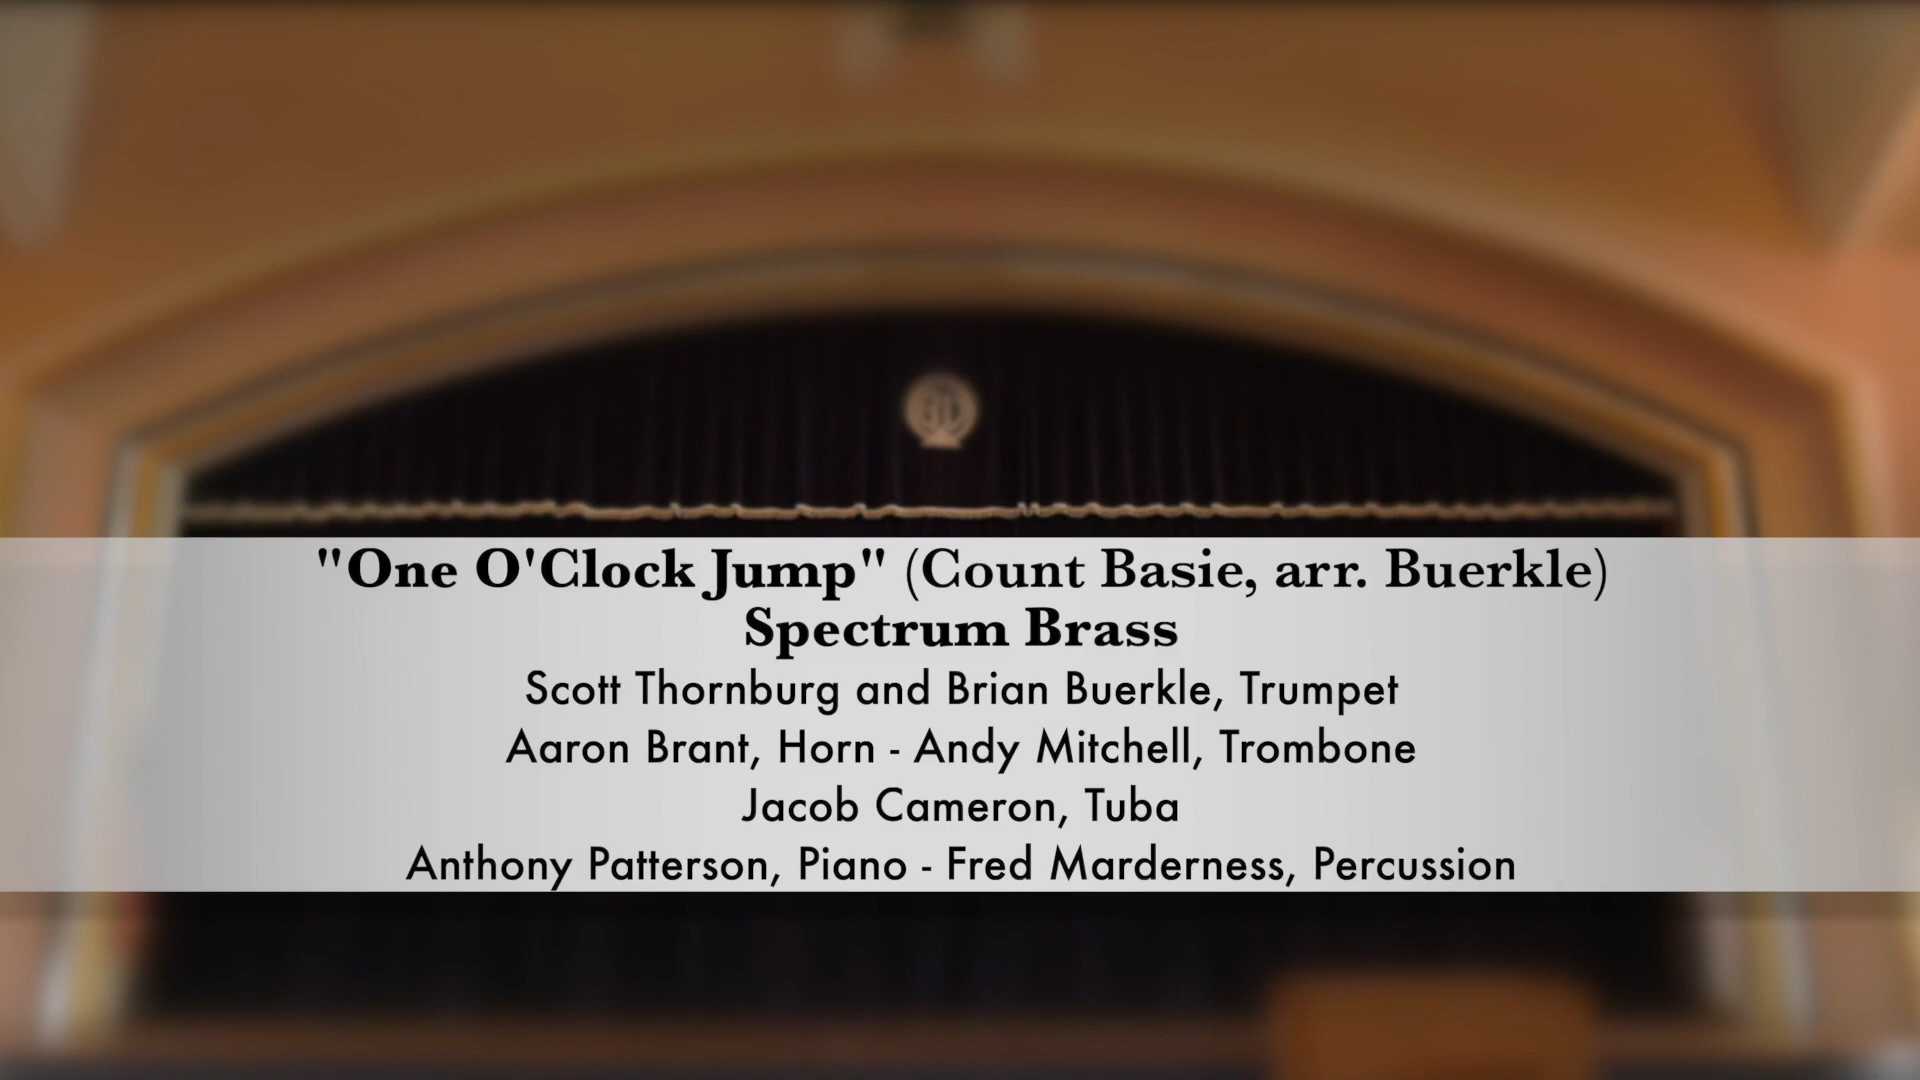 "One O'Clock Jump" (Count Basie, arr. Buerkle)
Spectrum Brass
Scott Thornburg and Brian Buerkle, Trumpet
Aaron Brant, Horn - Andy Mitchell, Trombone
Jacob Cameron, Tuba
Anthony Patterson, Piano - Fred Marderness, Percussion